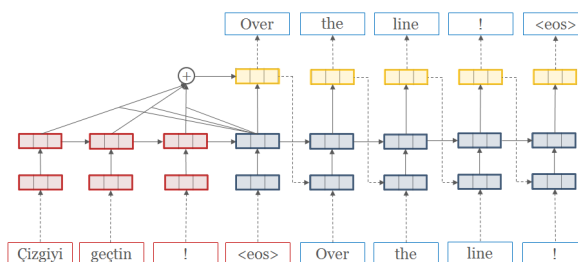 Over the line ! <eos>
+
Çizgiyi geçtin ! <eos> Over the line !